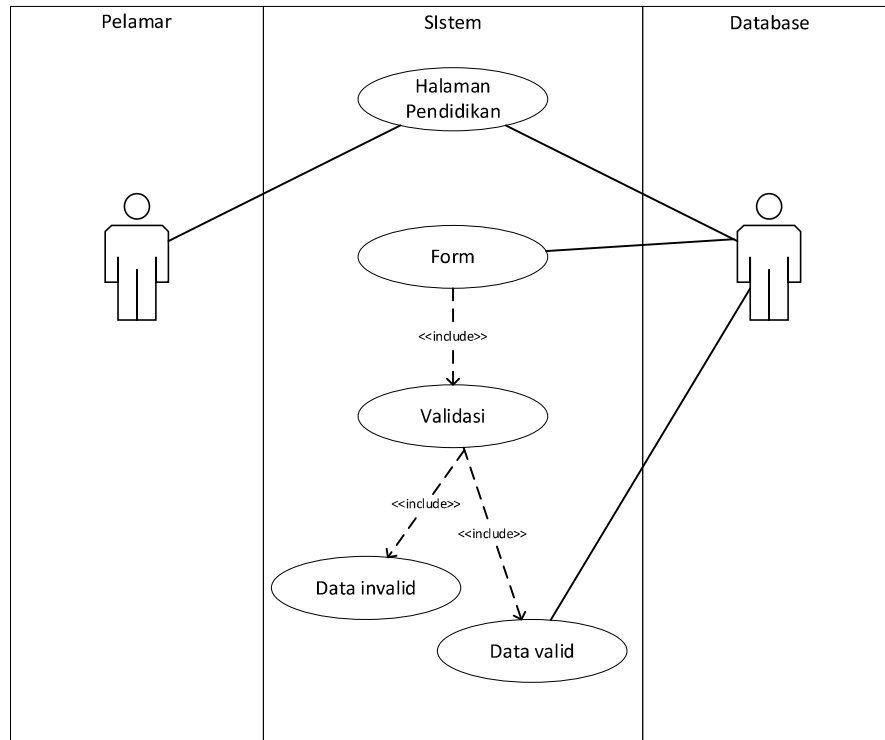 Pelamar
SIstem
Database
Halaman
Pendidikan
Form
<<include>>
Validasi
<<include>>
<<include>>
Data invalid
Data valid